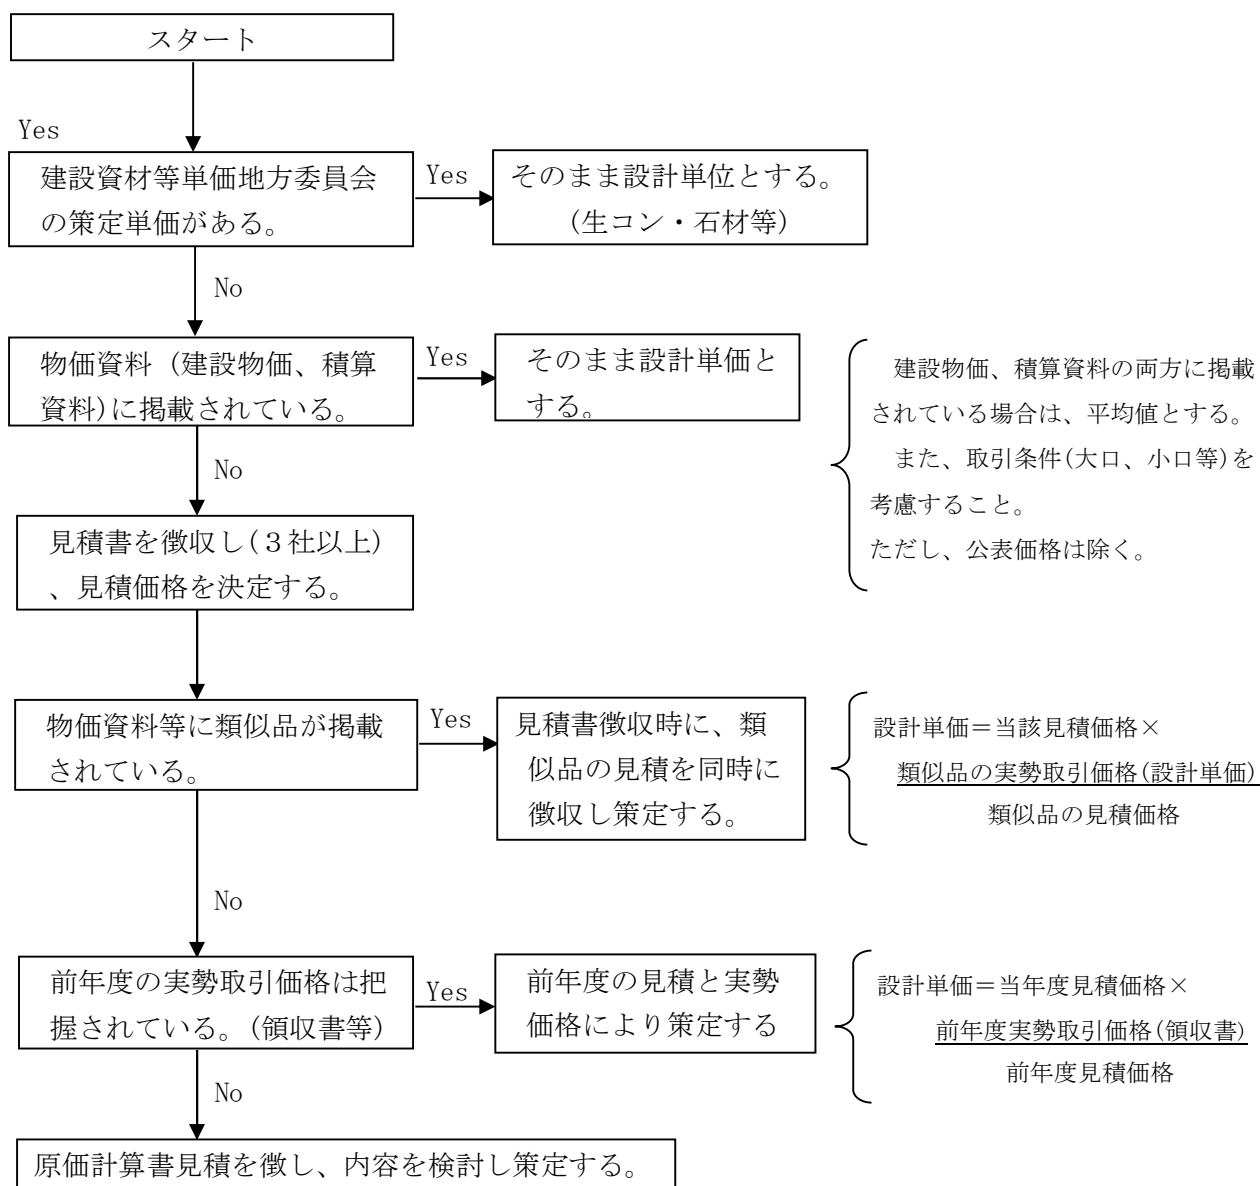 スタート
Yes
建設資材等単価地方委員会
の策定単価がある。
Yes
そのまま設計単位とする。
(生コン・石材等)
No
物価資料 (建設物価、積算
資料)に掲載されている。
Yes
そのまま設計単価と
する。
建設物価、積算資料の両方に掲載
されている場合は、平均値とする。
また、取引条件(大口、小口等)を
考慮すること。
ただし、公表価格は除く。
No
見積書を徴収し(3社以上)
、見積価格を決定する。
物価資料等に類似品が掲載
されている。
Yes
見積書徴収時に、類
似品の見積を同時に
徴収し策定する。
設計単価=当該見積価格×
類似品の実勢取引価格(設計単価)
類似品の見積価格
No
前年度の実勢取引価格は把
握されている。(領収書等)
Yes
前年度の見積と実勢
価格により策定する
設計単価=当年度見積価格×
前年度実勢取引価格(領収書)
前年度見積価格
No
原価計算書見積を徴し、内容を検討し策定する。